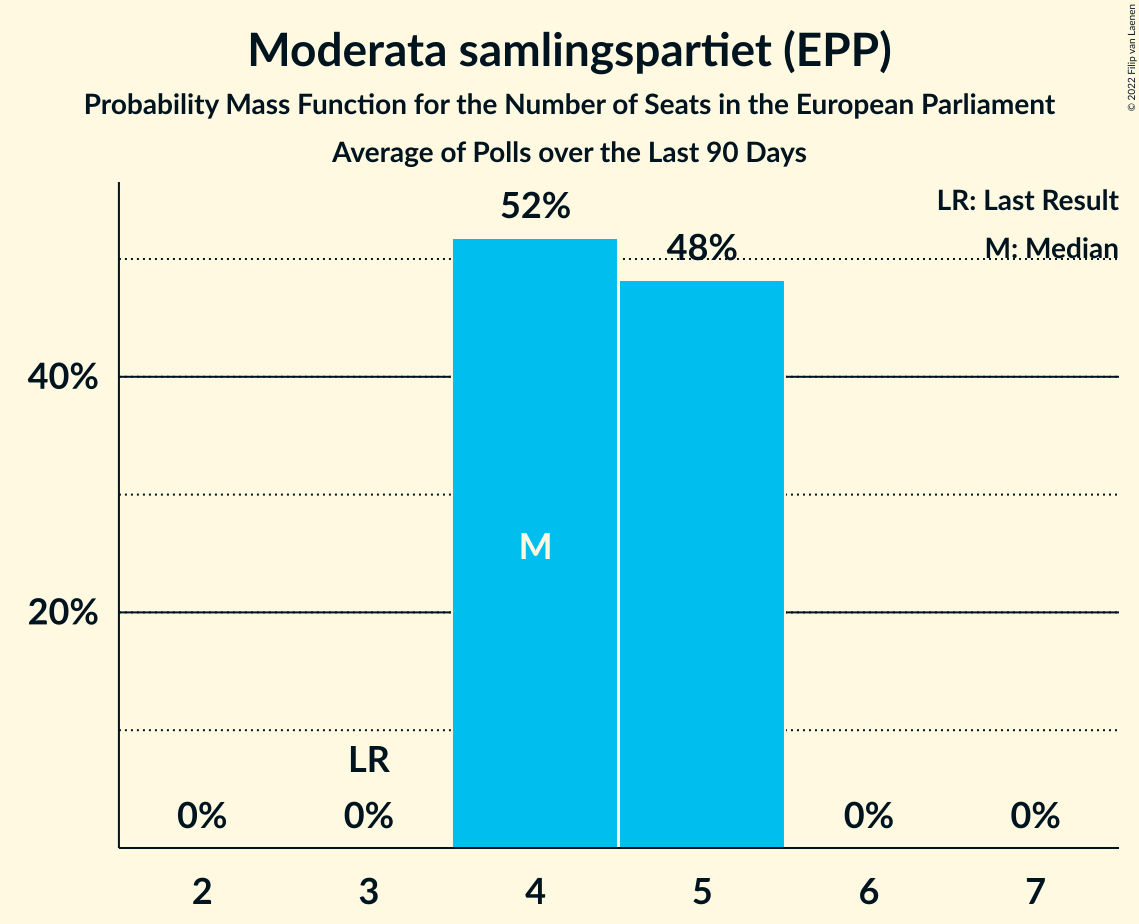 Moderata samlingspartiet (EPP)
Probability Mass Function for the Number of Seats in the European Parliament
Average of Polls over the Last 90 Days
© 2022 Filip van Laenen
LR: Last Result
M: Median
52%
48%
40%
20%
M
LR
0%
0%
0%
0%
2
3
4
5
6
7